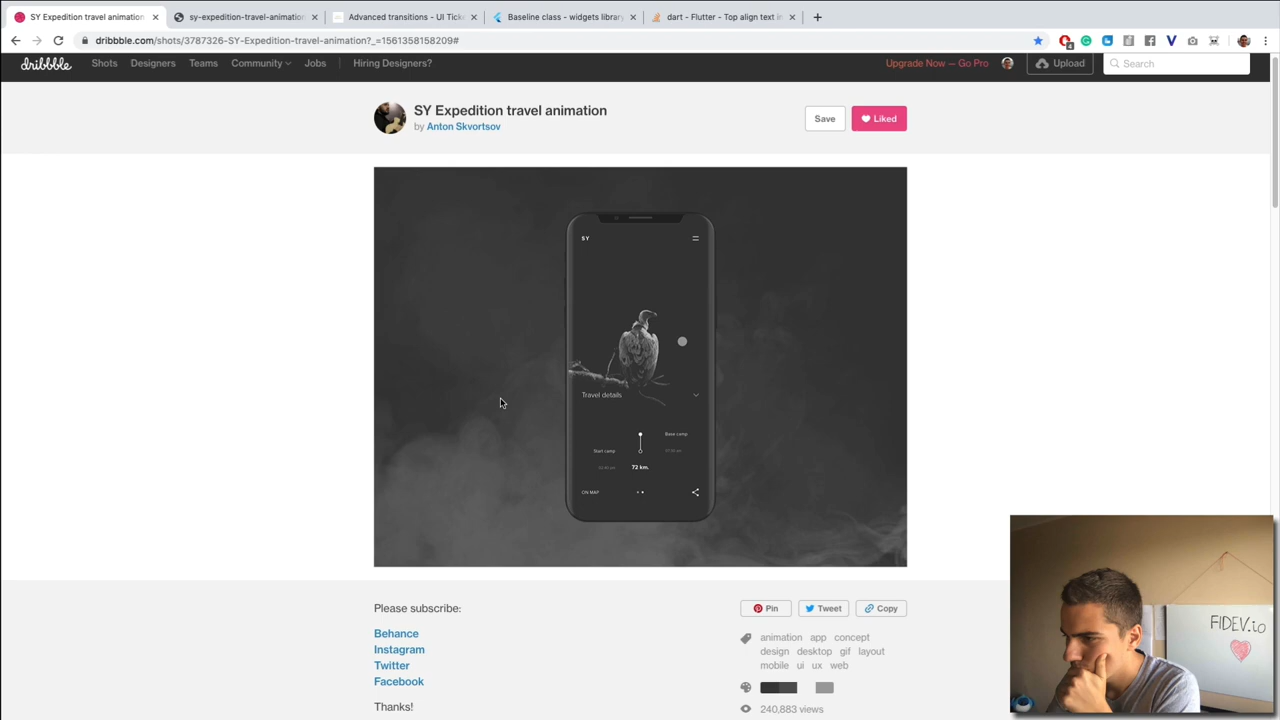 SY Expedition travel animation
sy-expedition-travel-animation
Advanced transitions - UI Tick
Baseline class - widgets library
dart - Flutter - Top align text in
dribbble.com/shots/3787326-SY-Expedition-travel-animation?_=1561358158209#
4
dribbble
Shots
Designers
Teams
Community
Jobs
Hiring Designers?
Upgrade Now — Go Pro
Upload
Search
SY Expedition travel animation
by Anton Skvortsov
Save
Liked
SY
Travel details
Base camp
Start camp
72 km.
ON MAP
Please subscribe:
Behance
Instagram
Twitter
Facebook
Thanks!
Pin
Tweet
Copy
animation app concept
design desktop gif layout
mobile ui ux web
240,883 views
FIDEV.io